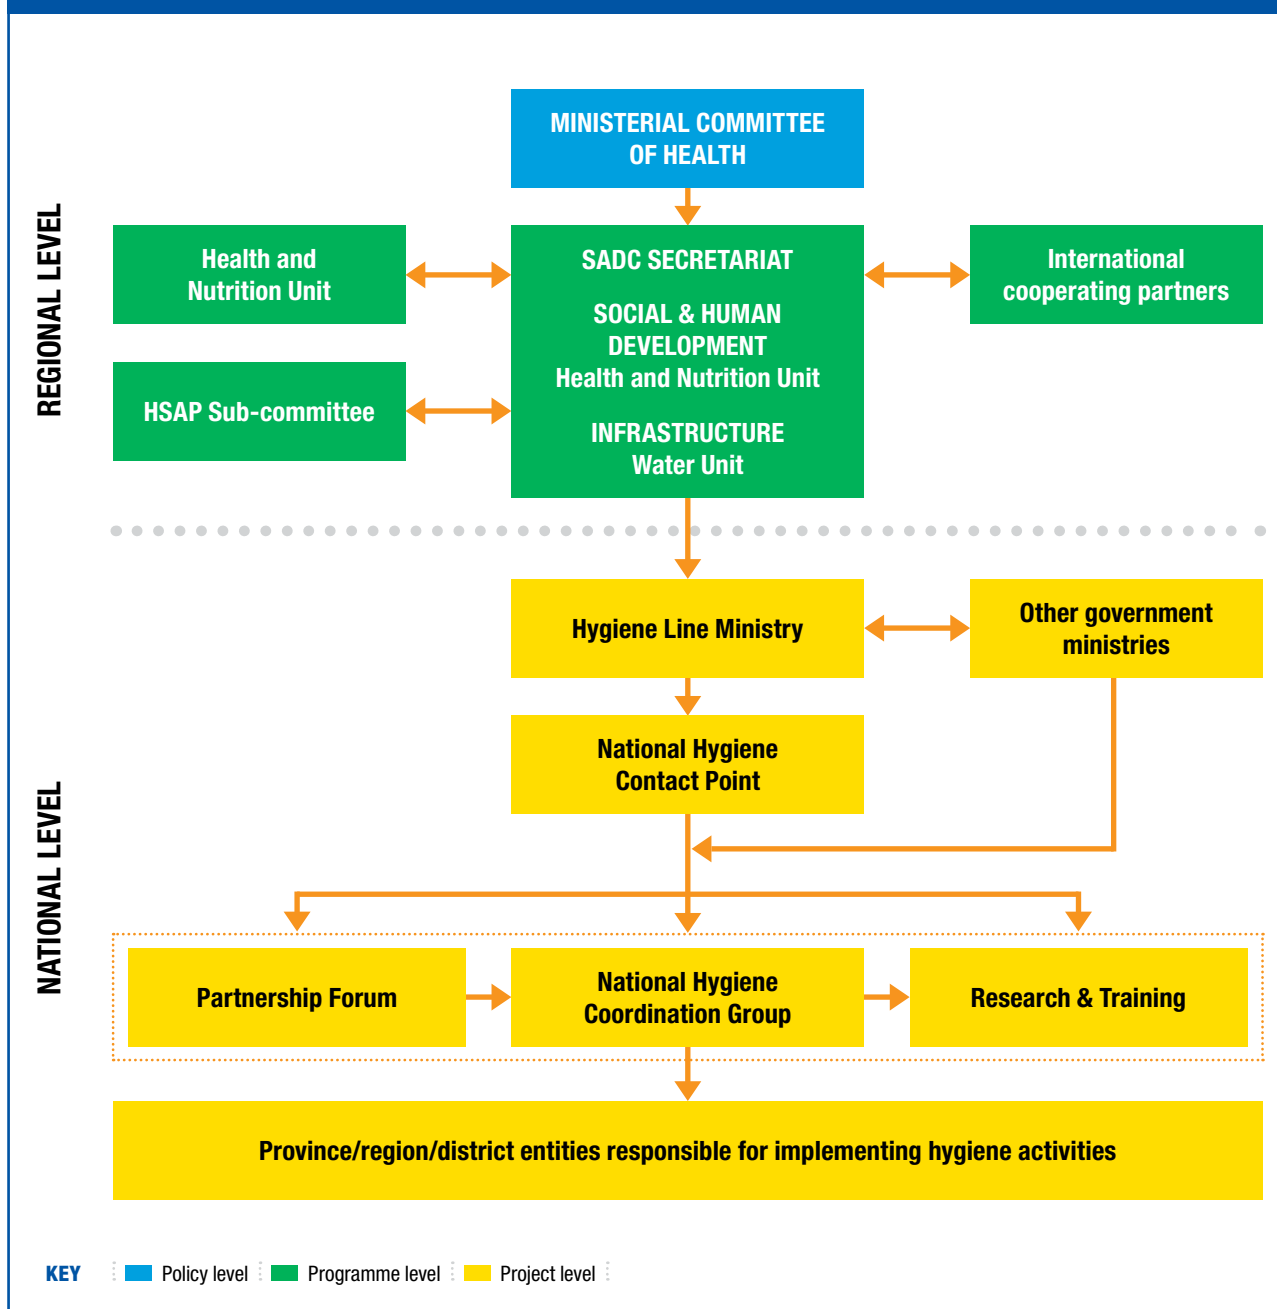 REGIONAL LEVEL
MINISTERIAL COMMITTEE
OF HEALTH
Health and
Nutrition Unit
SADC SECRETARIAT
SOCIAL & HUMAN
DEVELOPMENT
Health and Nutrition Unit
INFRASTRUCTURE
Water Unit
International
cooperating partners
HSAP Sub-committee
NATIONAL LEVEL
Hygiene Line Ministry
Other government
ministries
National Hygiene
Contact Point
Partnership Forum
National Hygiene
Coordination Group
Research & Training
Province/region/district entities responsible for implementing hygiene activities
KEY Policy level Programme level Project level